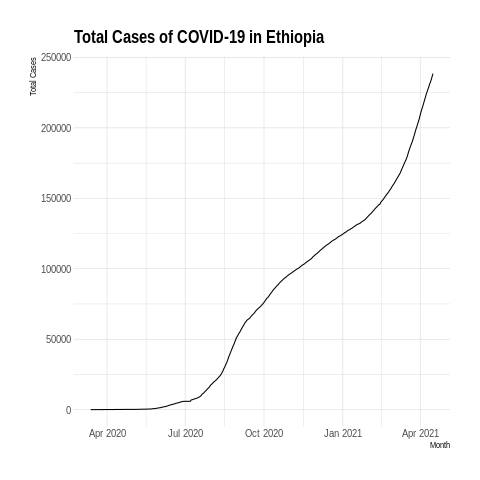 Total Cases of COVID-19 in Ethiopia
Total Cases
250000
200000
150000
100000
50000
0
Apr 2020 Jul 2020 Oct 2020 Jan 2021 Apr 2021
Month